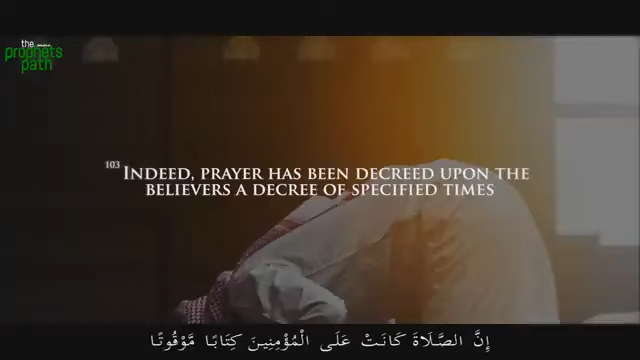 the
prophets
path
103 INDEED, PRAYER HAS BEEN DECREED UPON THE
BELIEVERS A DECREE OF SPECIFIED TIMES
إِنَّ الصَّلَاةَ كَانَتْ عَلَى الْمُؤْمِنِينَ كِتَابًا مَّوْقُوتًا